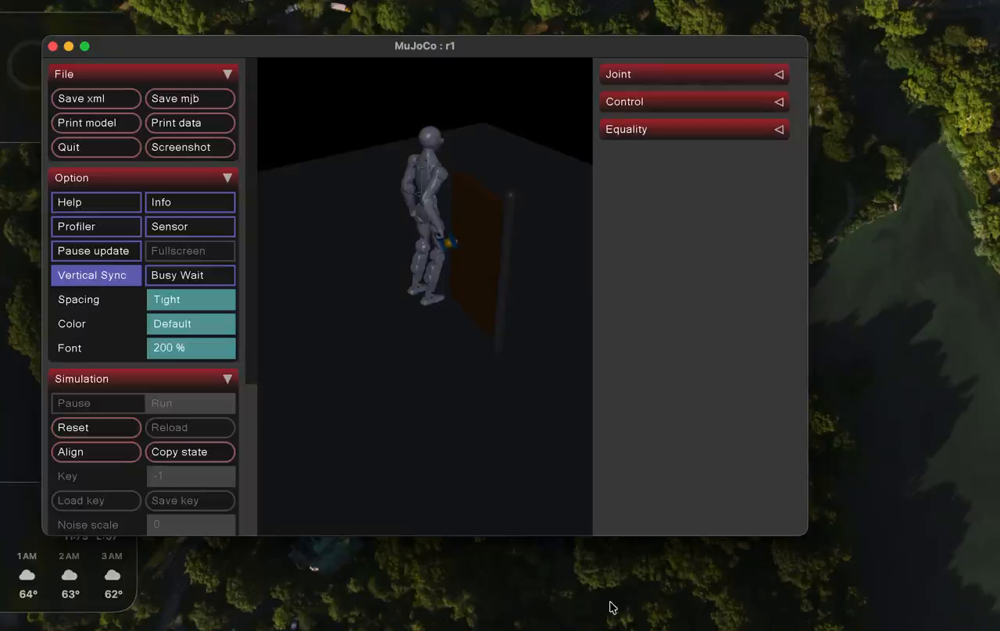 MuJoCo : r1
File
Save xml
Save mjb
Print model
Print data
Quit
Screenshot
Option
Help
Info
Profiler
Sensor
Pause update
Fullscreen
Vertical Sync
Busy Wait
Spacing
Tight
Color
Default
Font
200 %
Simulation
Pause
Run
Reset
Reload
Align
Copy state
Key
-1
Load key
Save key
Noise scale
0
Joint
Control
Equality
1 AM
2 AM
3 AM
64°
63°
62°